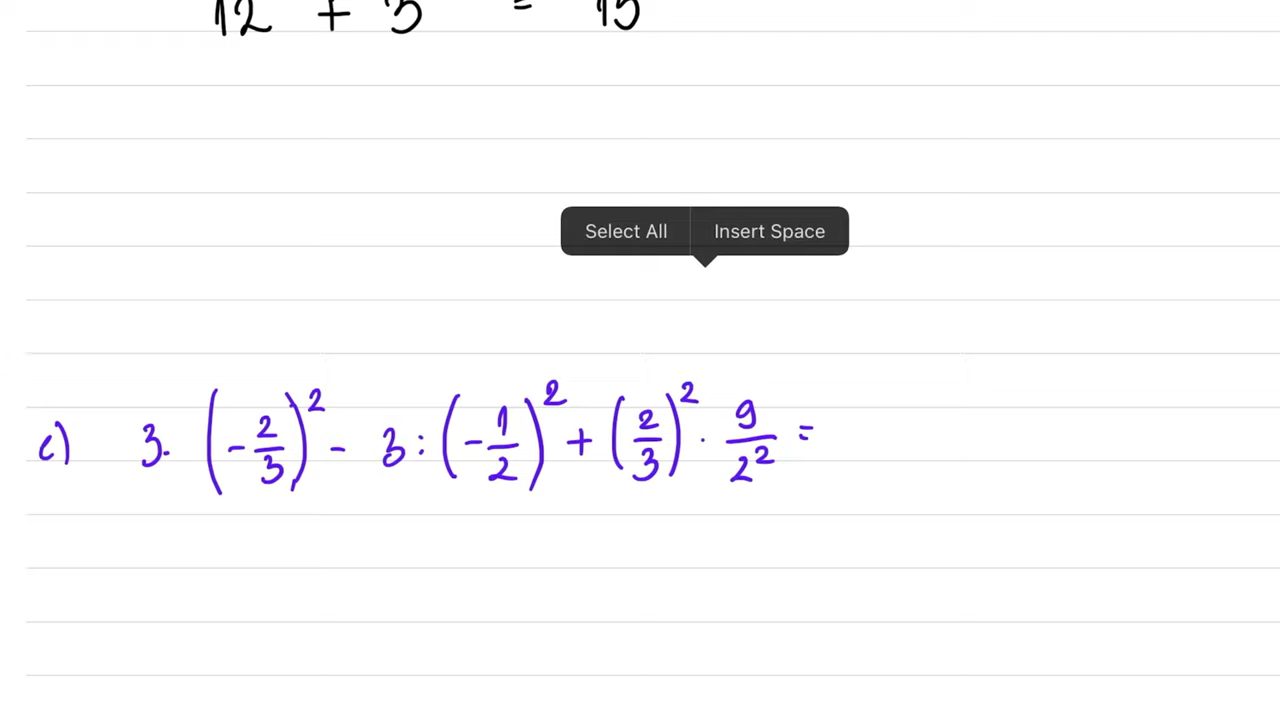 12 + 3 = 15
Select All Insert Space
c) 3. (-2/3)² - 3 : (-1/2)² + (2/3)² · 9/2² =